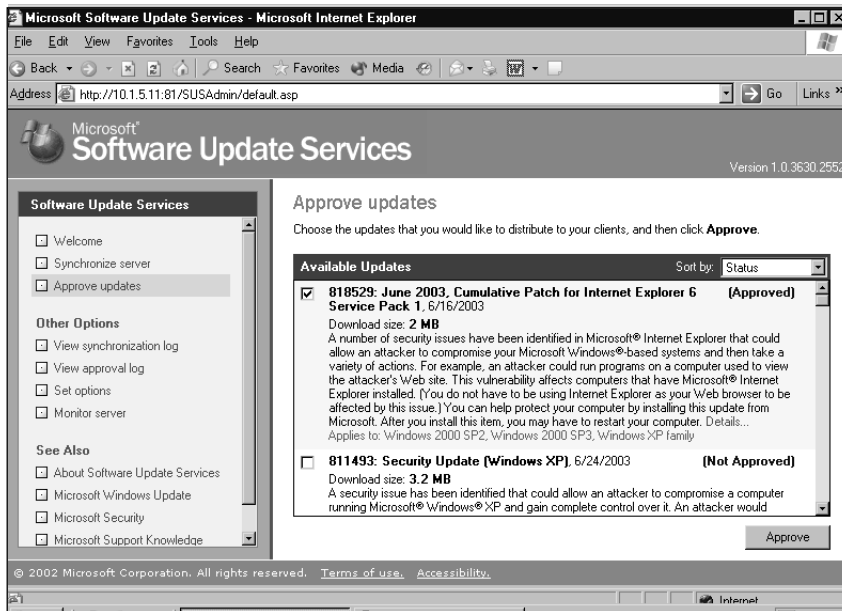 Microsoft Software Update Services - Microsoft Internet Explorer
File Edit View Favorites Tools Help
Back Search Favorites Media
Address http://10.1.5.11:81/SUSAdmin/default.asp Go Links »
Microsoft®
Software Update Services
Version 1.0.3630.2552
Software Update Services
Welcome
Synchronize server
Approve updates
Other Options
View synchronization log
View approval log
Set options
Monitor server
See Also
About Software Update Services
Microsoft Windows Update
Microsoft Security
Microsoft Support Knowledge
Approve updates
Choose the updates that you would like to distribute to your clients, and then click Approve.
Available Updates Sort by: Status
818529: June 2003, Cumulative Patch for Internet Explorer 6 (Approved)
Service Pack 1, 6/16/2003
Download size: 2 MB
A number of security issues have been identified in Microsoft® Internet Explorer that could
allow an attacker to compromise your Microsoft Windows®-based systems and then take a
variety of actions. For example, an attacker could run programs on a computer used to view
the attacker's Web site. This vulnerability affects computers that have Microsoft® Internet
Explorer installed. (You do not have to be using Internet Explorer as your Web browser to be
affected by this issue.) You can help protect your computer by installing this update from
Microsoft. After you install this item, you may have to restart your computer. Details...
Applies to: Windows 2000 SP2, Windows 2000 SP3, Windows XP family
811493: Security Update (Windows XP), 6/24/2003 (Not Approved)
Download size: 3.2 MB
A security issue has been identified that could allow an attacker to compromise a computer
running Microsoft® Windows® XP and gain complete control over it. An attacker would
Approve
© 2002 Microsoft Corporation. All rights reserved. Terms of use. Accessibility.
Internet